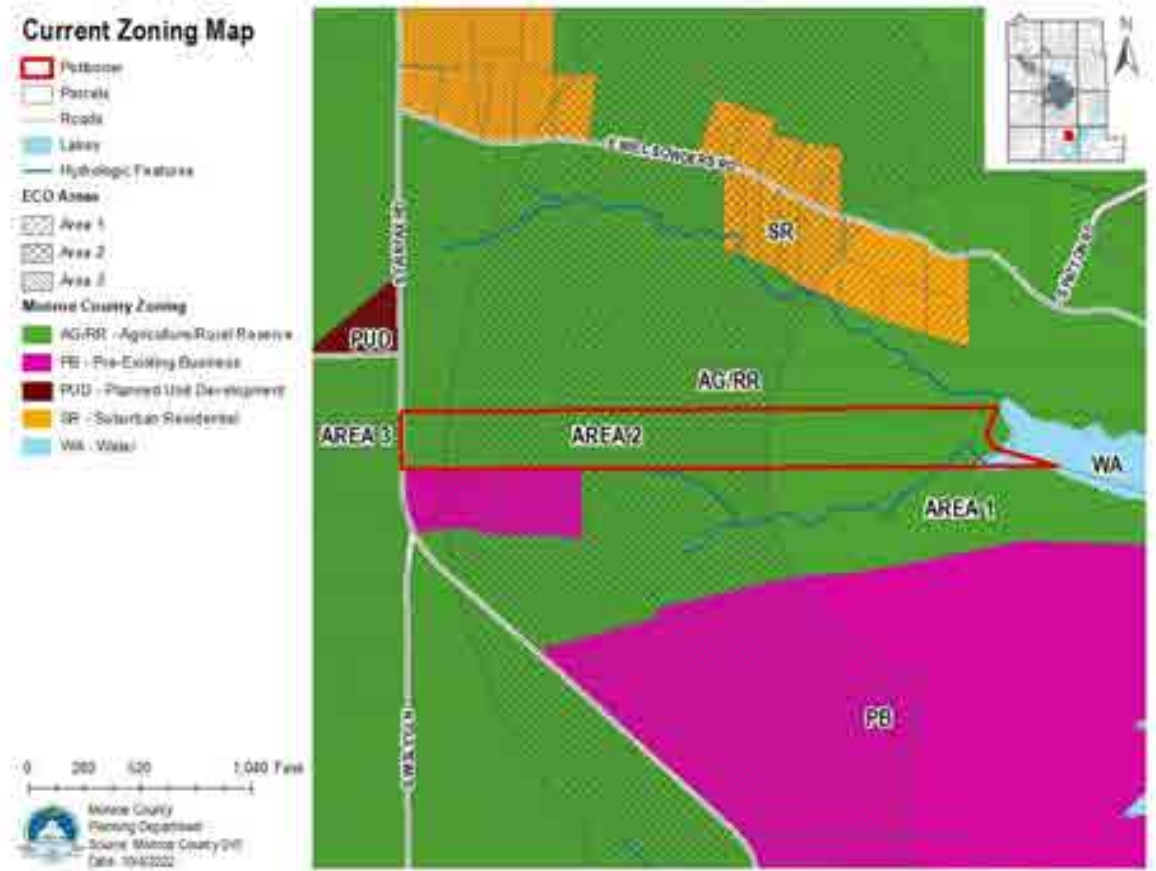 Current Zoning Map
Petitioner
Parcels
Roads
Lakes
Hydrologic Features
ECO Areas
Area 1
Area 2
Area 3
Monroe County Zoning
AG/RR - Agriculture/Rural Reserve
PB - Pre-Existing Business
PUD - Planned Unit Development
SR - Suburban Residential
WA - Water
N
SR
PUD
AG/RR
AREA 3
AREA 2
WA
AREA 1
PB
0 260 520 1,040 Feet
Monroe County
Planning Department
Source: Monroe County GIS